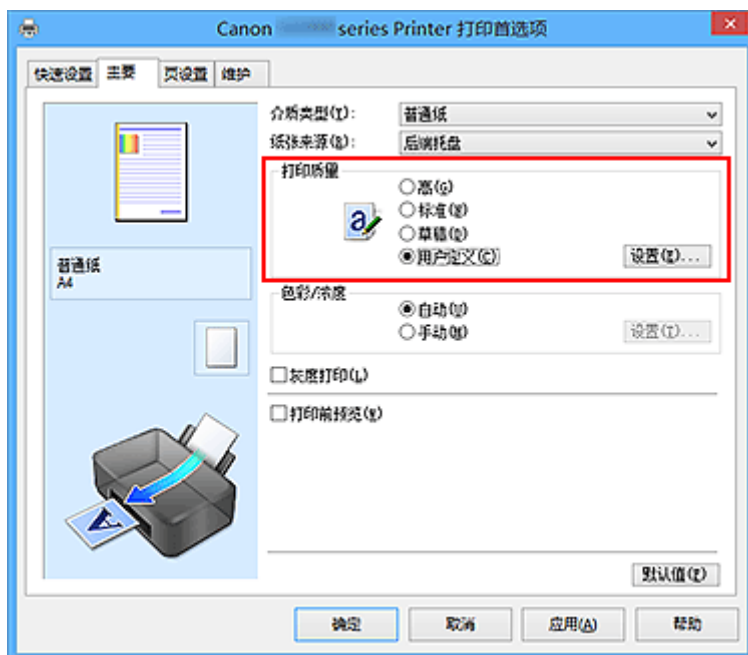 Canon series Printer 打印首选项
快速设置 主要 页设置 维护
介质类型(I): 普通纸
纸张来源(R): 后端托盘
打印质量
高(G)
标准
草稿
用户定义(C) 设置...
普通纸
A4
色彩/浓度
自动
手动 设置...
灰度打印(L)
打印前预览
默认值
确定 取消 应用(A) 帮助